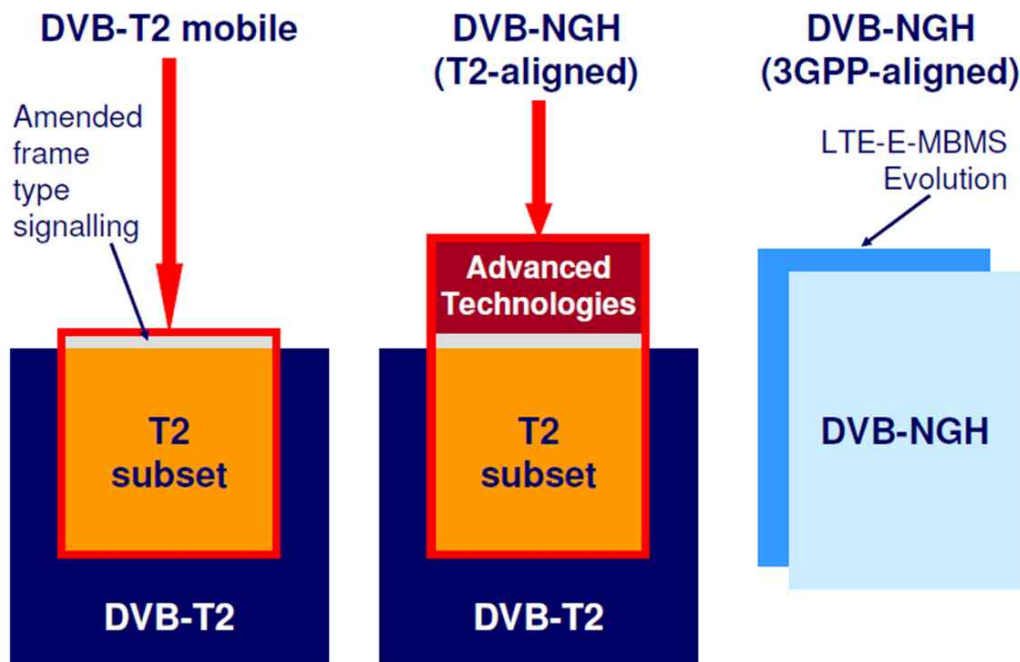 DVB-T2 mobile
Amended
frame
type
signalling
T2
subset
DVB-T2
DVB-NGH
(T2-aligned)
Advanced
Technologies
T2
subset
DVB-T2
DVB-NGH
(3GPP-aligned)
LTE-E-MBMS
Evolution
DVB-NGH